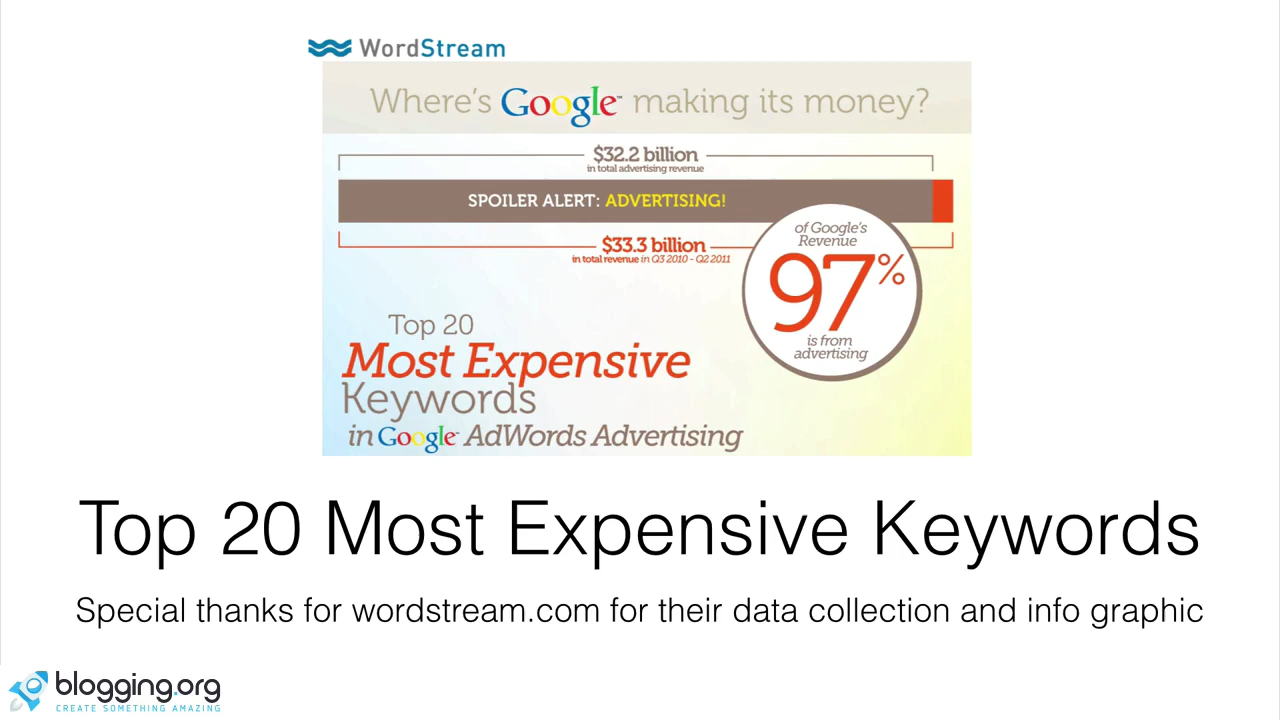 WordStream
Where's Google™ making its money?
$32.2 billion
in total advertising revenue
SPOILER ALERT: ADVERTISING!
$33.3 billion
in total revenue in Q3 2010 - Q2 2011
of Google's
Revenue
97%
is from
advertising
Top 20
Most Expensive
Keywords
in Google™ AdWords Advertising
Top 20 Most Expensive Keywords
Special thanks for wordstream.com for their data collection and info graphic
blogging.org
CREATE SOMETHING AMAZING